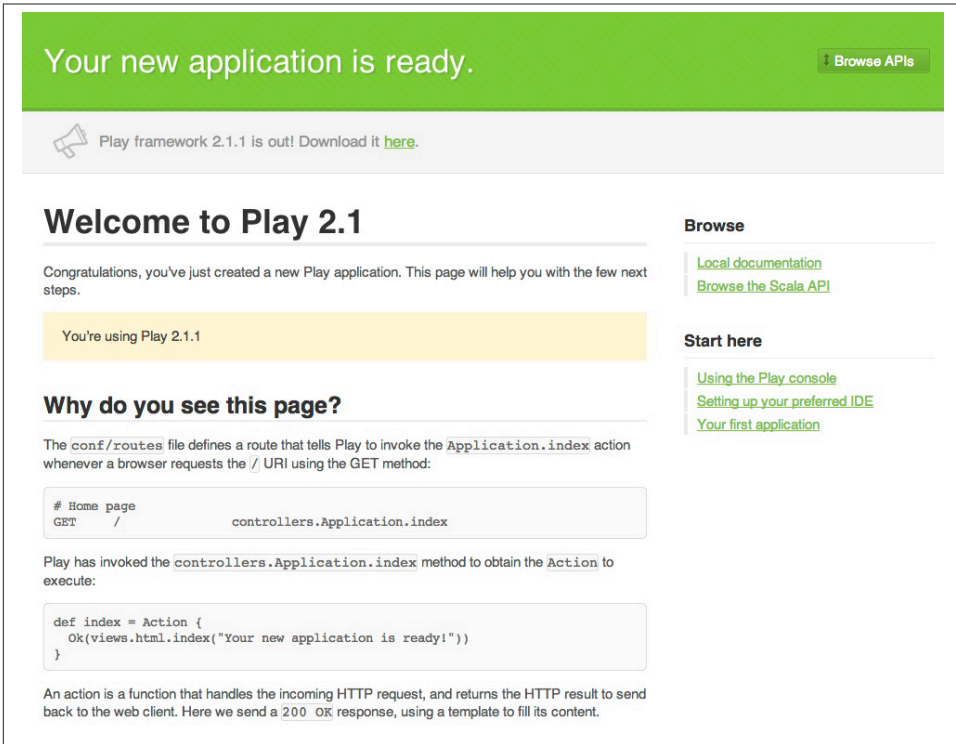 Your new application is ready.
Browse APIs
Play framework 2.1.1 is out! Download it here.
Welcome to Play 2.1
Congratulations, you've just created a new Play application. This page will help you with the few next
steps.
You're using Play 2.1.1
Why do you see this page?
The conf/routes file defines a route that tells Play to invoke the Application.index action
whenever a browser requests the / URI using the GET method:
# Home page
GET     /               controllers.Application.index
Play has invoked the controllers.Application.index method to obtain the Action to
execute:
def index = Action {
  Ok(views.html.index("Your new application is ready!"))
}
An action is a function that handles the incoming HTTP request, and returns the HTTP result to send
back to the web client. Here we send a 200 OK response, using a template to fill its content.
Browse
Local documentation
Browse the Scala API
Start here
Using the Play console
Setting up your preferred IDE
Your first application